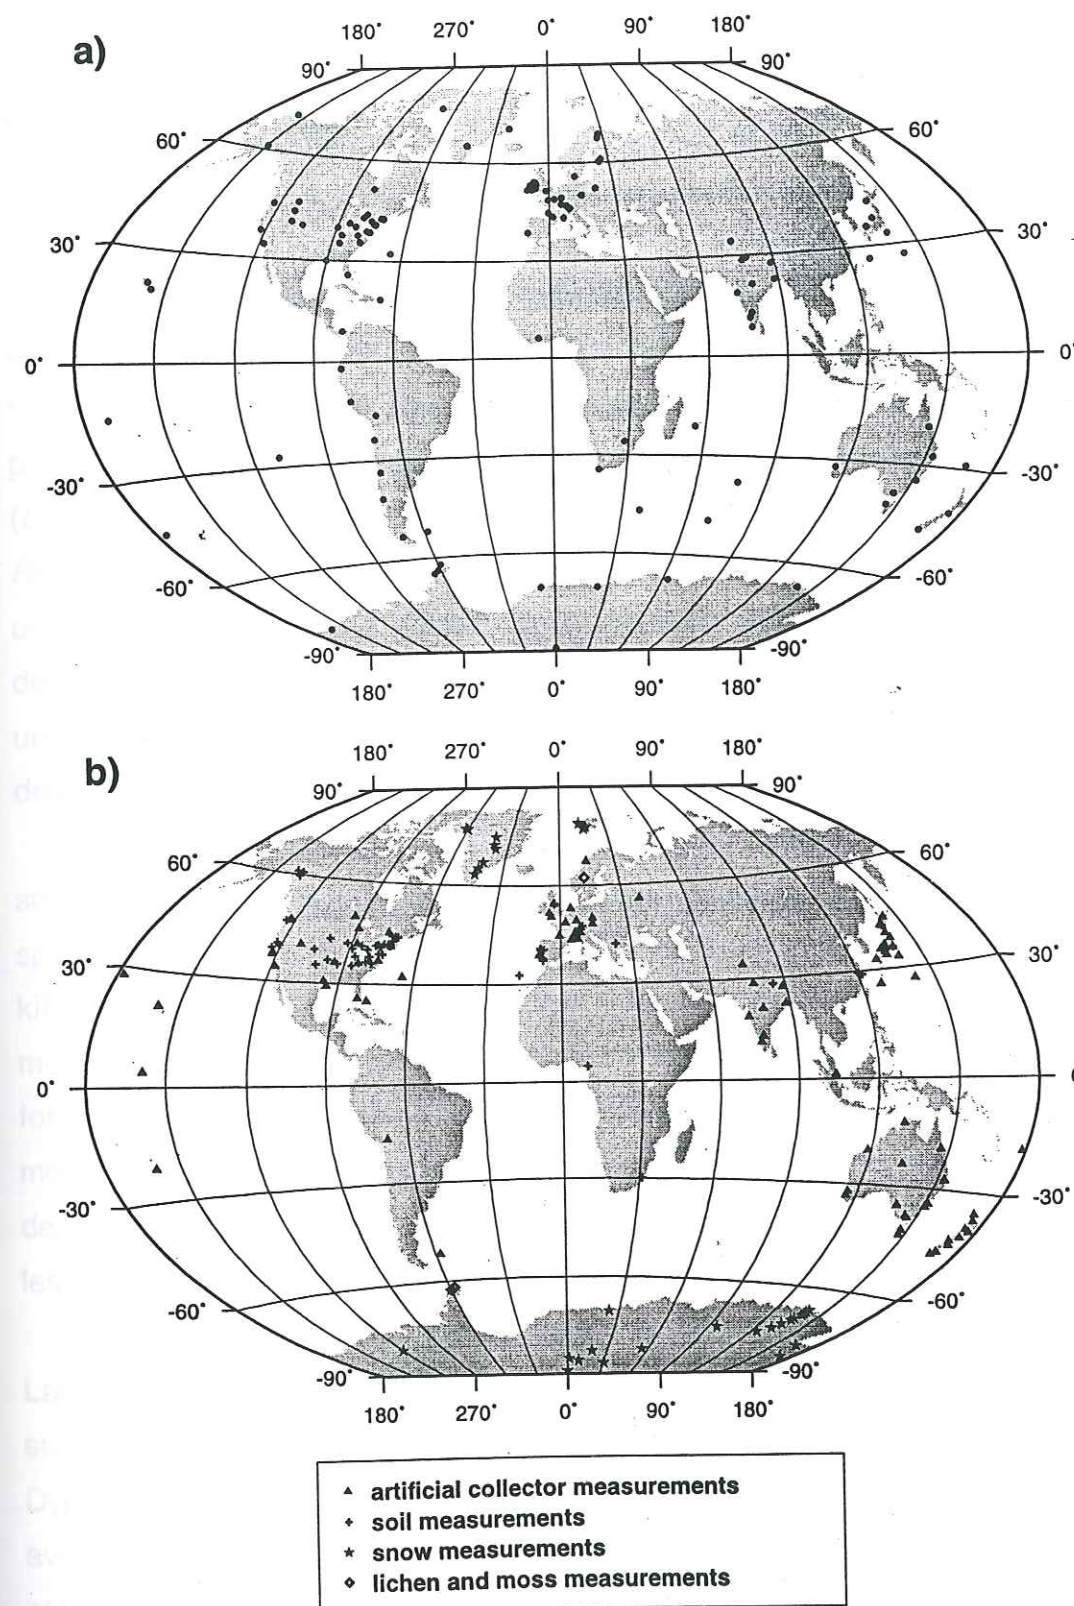 a)
180° 270° 0° 90° 180°
90° 90°
60° 60°
30° 30°
0° 0°
-30° -30°
-60° -60°
-90° -90°
180° 270° 0° 90° 180°
b)
180° 270° 0° 90° 180°
90° 90°
60° 60°
30° 30°
0°
-30° -30°
-60° -60°
-90° -90°
180° 270° 0° 90° 180°
artificial collector measurements
soil measurements
snow measurements
lichen and moss measurements